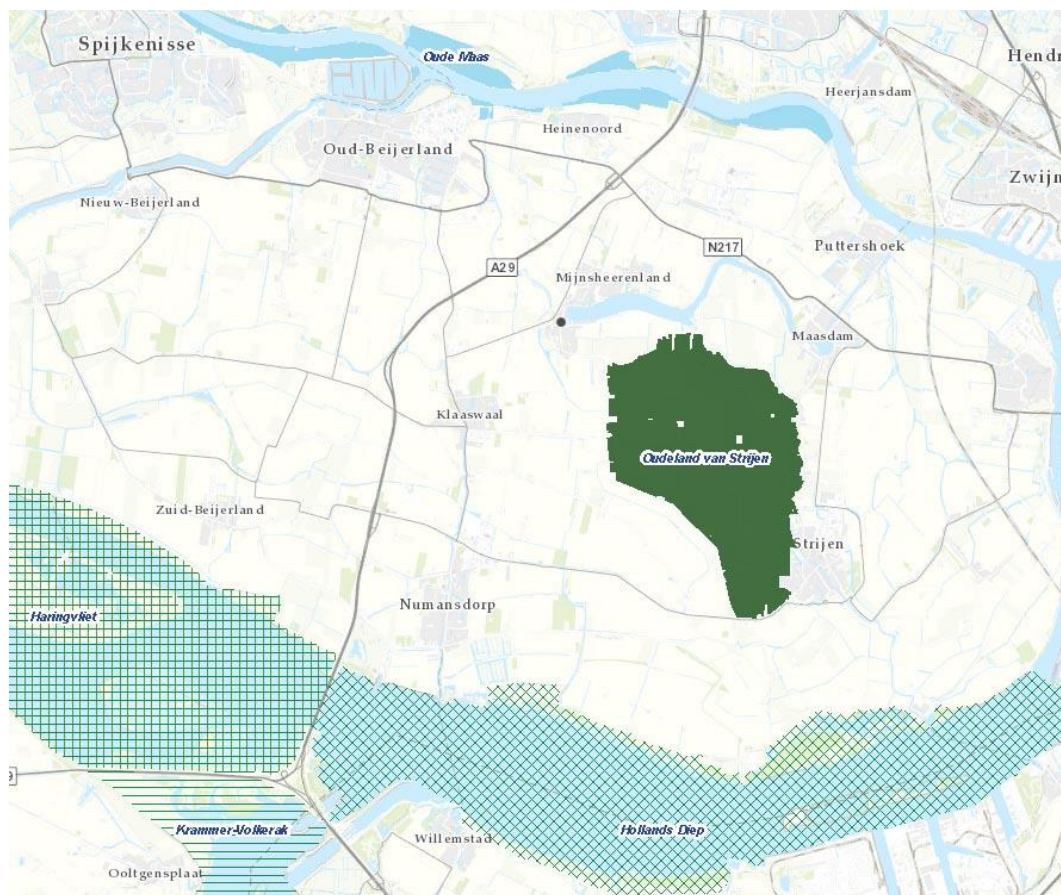 Spijkenisse
Oude Maas
Hendr
Heerjansdam
Heinenoord
Oud-Beijerland
Zwijn
Nieuw-Beijerland
N217
Puttershoek
A29
Mijnsheerenland
Maasdam
Klaaswaal
Oudeland van Strijen
Zuid-Beijerland
Strijen
Numansdorp
Haringvliet
9
Krammer-Volkerak
Hollands Diep
Willemstad
Ooltgensplaat